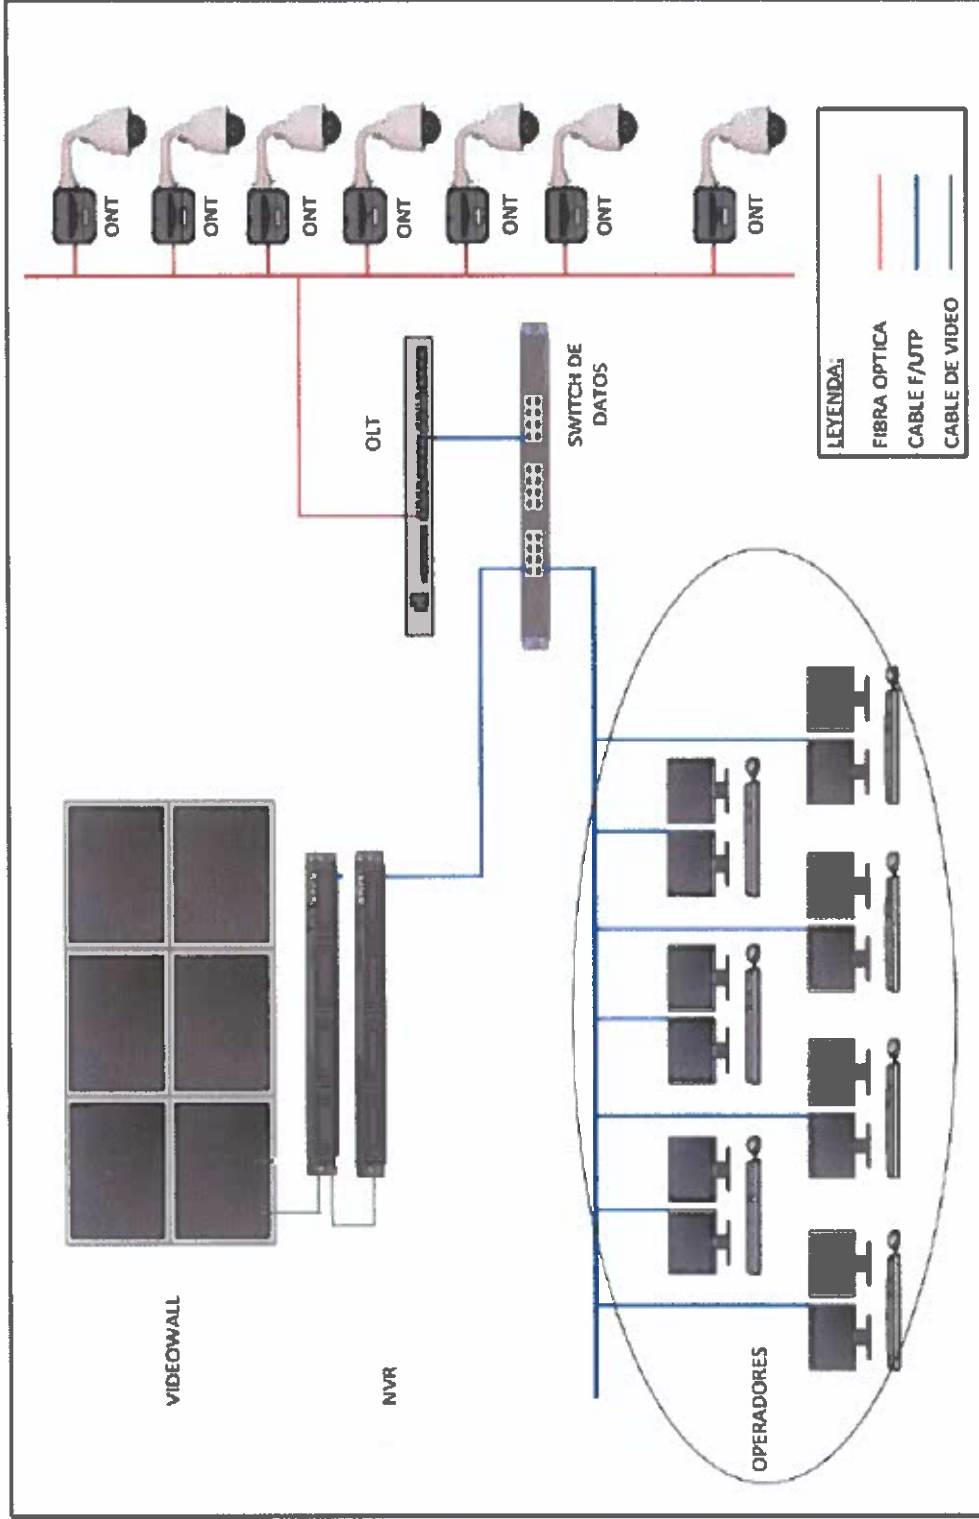 ONT
ONT
ONT
ONT
ONT
ONT
ONT
OLT
SWITCH DE
DATOS
VIDEOWALL
NVR
OPERADORES
LEYENDA:
FIBRA OPTICA
CABLE F/UTP
CABLE DE VIDEO